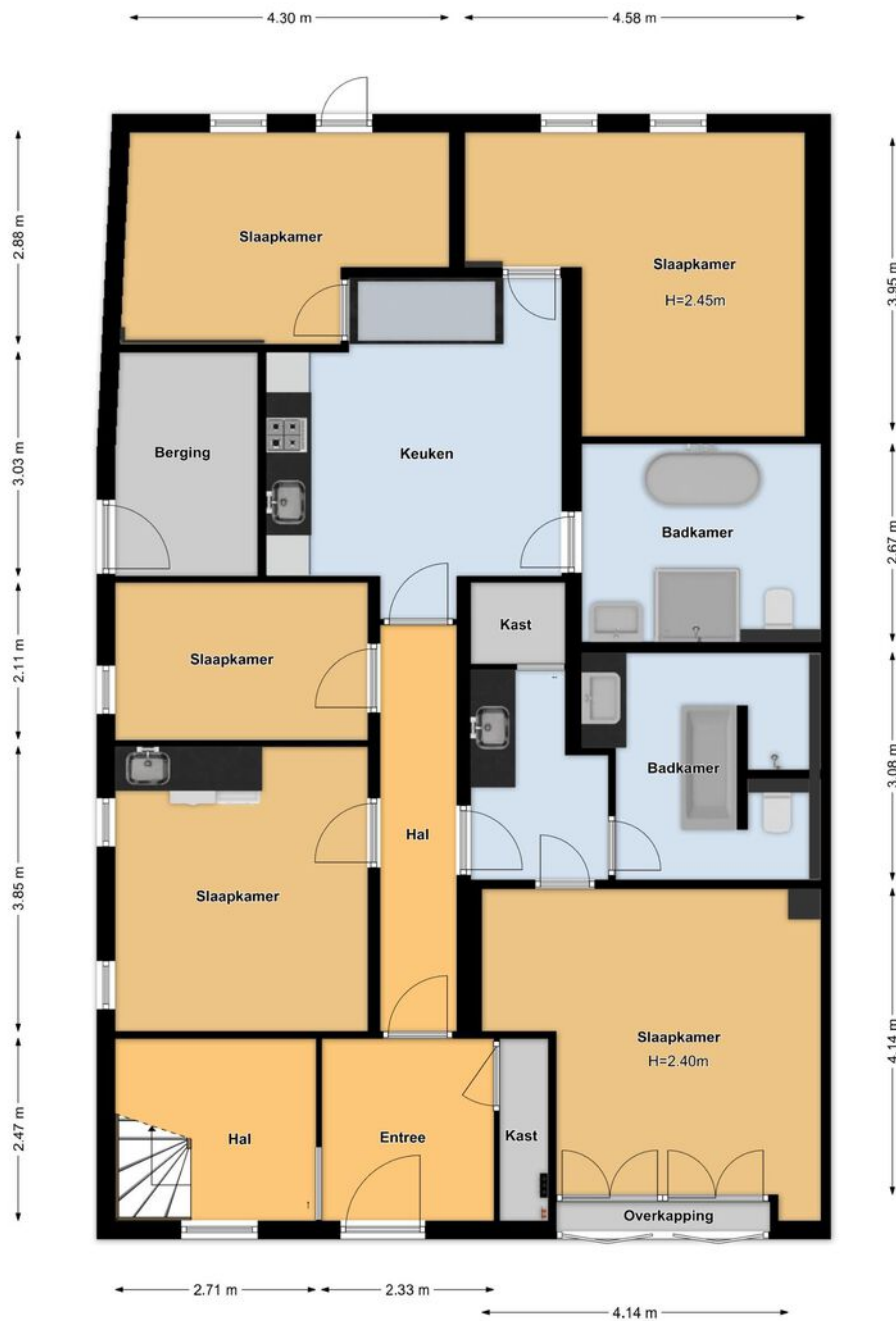 4.30 m
4.58 m
2.88 m
3.95 m
Slaapkamer
Slaapkamer
H=2.45m
3.03 m
Berging
Keuken
Badkamer
2.67 m
2.11 m
Slaapkamer
Kast
3.08 m
Badkamer
3.85 m
Slaapkamer
Hal
4.14 m
Slaapkamer
H=2.40m
2.47 m
Hal
Entree
Kast
Overkapping
2.71 m
2.33 m
4.14 m